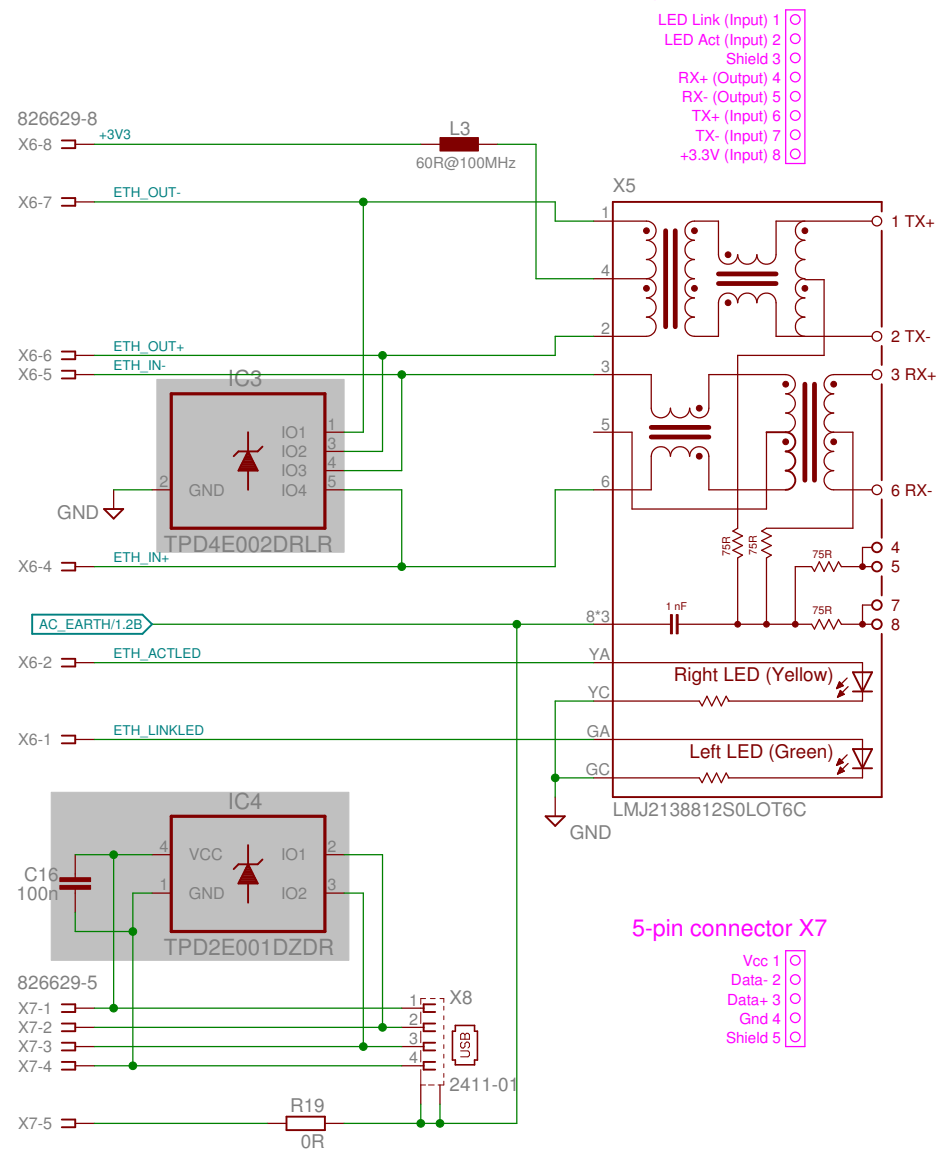 LED Link (Input) 1
LED Act (Input) 2
Shield 3
RX+ (Output) 4
RX- (Output) 5
TX+ (Input) 6
TX- (Input) 7
+3.3V (Input) 8
826629-8
X6-8
+3V3
L3
60R@100MHz
X6-7
ETH_OUT-
X5
1
4
2
3
5
6
1 TX+
2 TX-
3 RX+
6 RX-
X6-6
ETH_OUT+
X6-5
ETH_IN-
IC3
IO1
1
IO2
3
IO3
4
IO4
5
2
GND
GND
TPD4E002DRLR
X6-4
ETH_IN+
75R
75R
75R
4
5
AC_EARTH/1.2B
8*3
1 nF
75R
7
8
X6-2
ETH_ACTLED
YA
Right LED (Yellow)
YC
X6-1
ETH_LINKLED
GA
Left LED (Green)
GC
GND
LMJ2138812S0LOT6C
IC4
4
VCC
IO1
2
C16
100n
1
GND
IO2
3
TPD2E001DZDR
826629-5
X7-1
X7-2
X7-3
X7-4
1
2
3
4
X8
USB
2411-01
X7-5
R19
0R
5-pin connector X7
Vcc 1
Data- 2
Data+ 3
Gnd 4
Shield 5